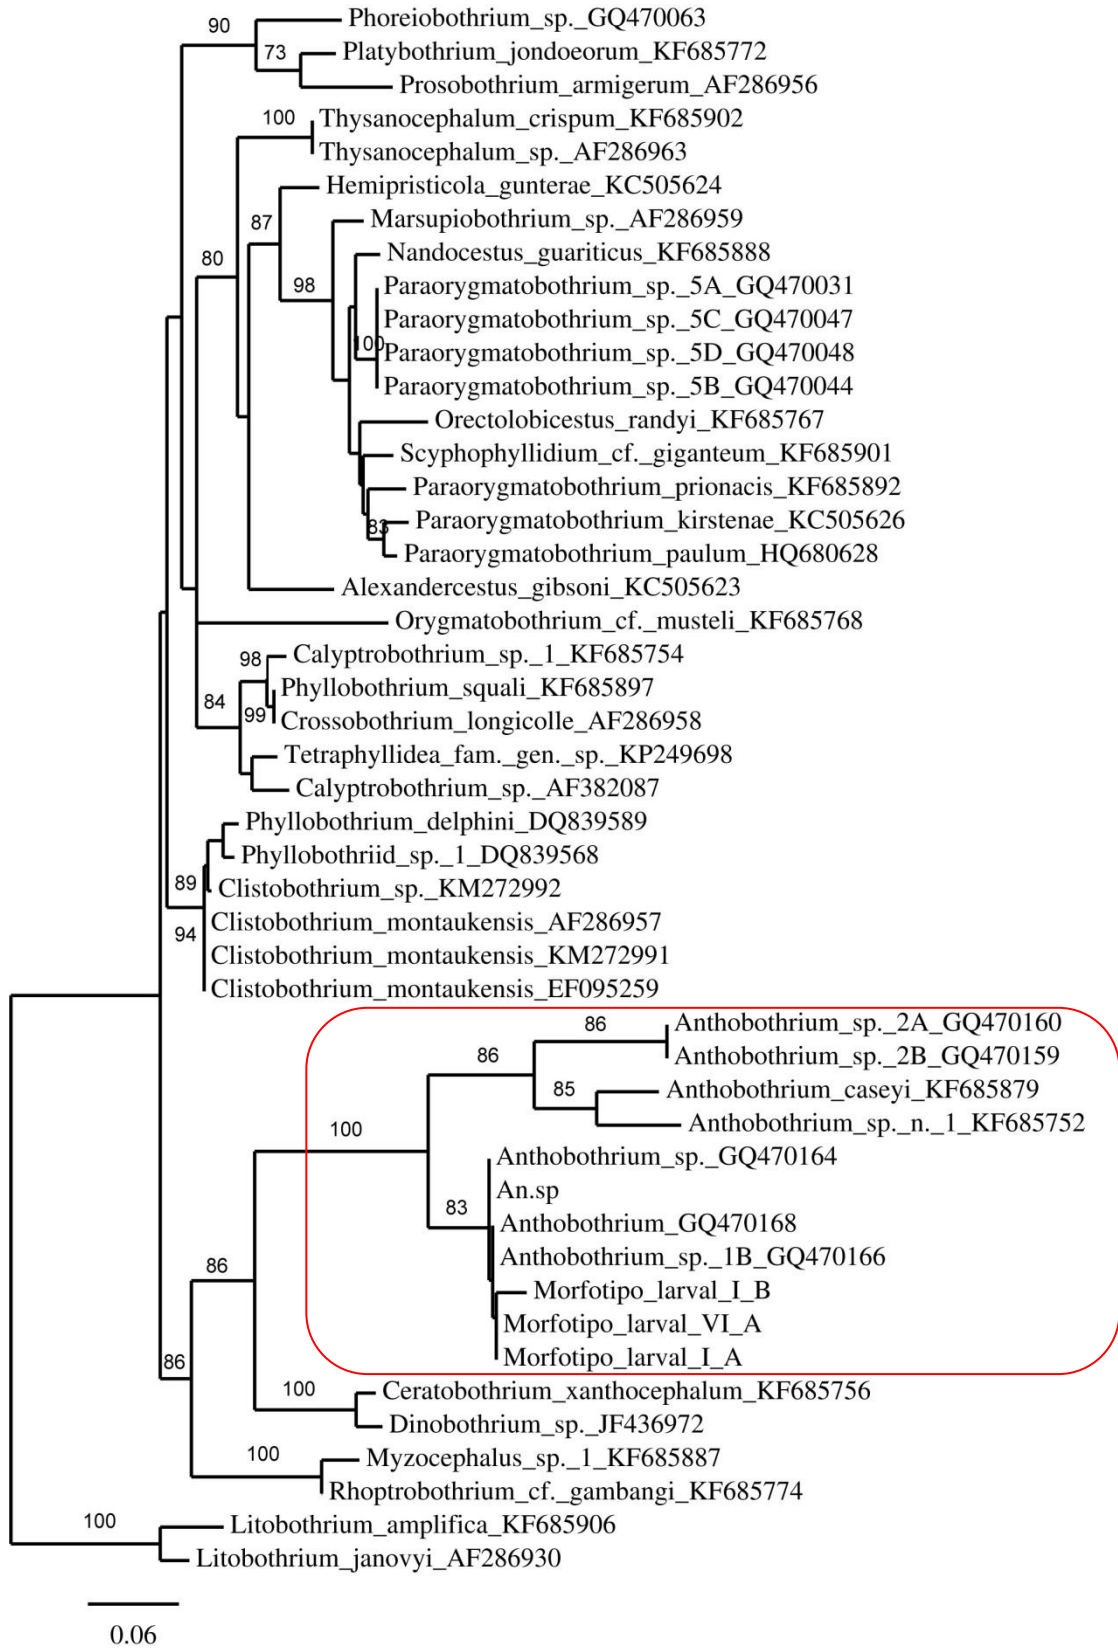 Phoreiobothrium_sp._GQ470063
90
Platybothrium_jondoeorum_KF685772
73
Prosobothrium_armigerum_AF286956
Thysanocephalum_crispum_KF685902
100
Thysanocephalum_sp._AF286963
Hemipristicola_gunterae_KC505624
87
Marsupiobothrium_sp._AF286959
Nandocestus_guariticus_KF685888
80
98
Paraorygmatobothrium_sp._5A_GQ470031
Paraorygmatobothrium_sp._5C_GQ470047
100
Paraorygmatobothrium_sp._5D_GQ470048
Paraorygmatobothrium_sp._5B_GQ470044
Orectolobicestus_randyi_KF685767
Scyphophyllidium_cf._giganteum_KF685901
Paraorygmatobothrium_prionacis_KF685892
83
Paraorygmatobothrium_kirstenae_KC505626
Paraorygmatobothrium_paulum_HQ680628
Alexandercestus_gibsoni_KC505623
Orygmatobothrium_cf._musteli_KF685768
98
Calyptrobothrium_sp._1_KF685754
84
Phyllobothrium_squali_KF685897
99
Crossobothrium_longicolle_AF286958
Tetraphyllidea_fam._gen._sp._KP249698
Calyptrobothrium_sp._AF382087
Phyllobothrium_delphini_DQ839589
Phyllobothriid_sp._1_DQ839568
89
Clistobothrium_sp._KM272992
94
Clistobothrium_montaukensis_AF286957
Clistobothrium_montaukensis_KM272991
Clistobothrium_montaukensis_EF095259
86
Anthobothrium_sp._2A_GQ470160
86
Anthobothrium_sp._2B_GQ470159
85
Anthobothrium_caseyi_KF685879
Anthobothrium_sp._n._1_KF685752
100
Anthobothrium_sp._GQ470164
An.sp
83
Anthobothrium_GQ470168
Anthobothrium_sp._1B_GQ470166
86
Morfotipo_larval_I_B
Morfotipo_larval_VI_A
Morfotipo_larval_I_A
86
100
Ceratobothrium_xanthocephalum_KF685756
Dinobothrium_sp._JF436972
100
Myzocephalus_sp._1_KF685887
Rhoptrobothrium_cf._gambangi_KF685774
100
Litobothrium_amplifica_KF685906
Litobothrium_janovyi_AF286930
0.06